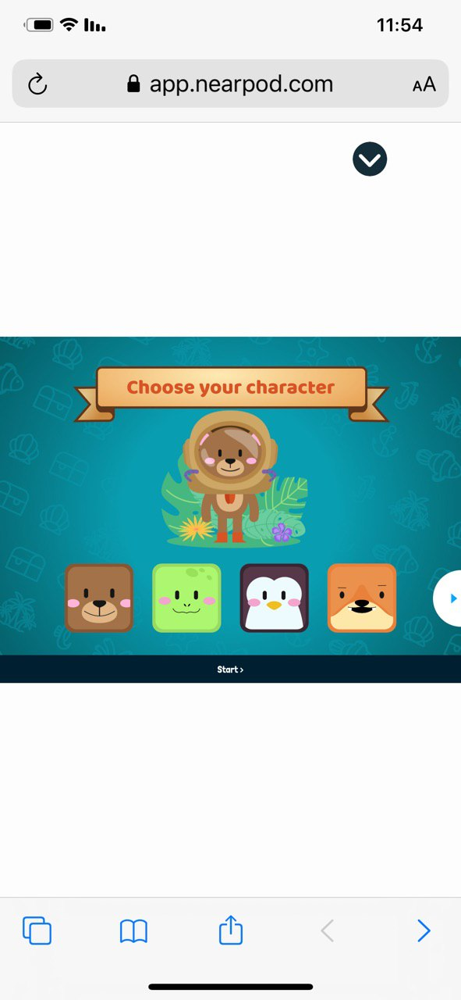 11:54
app.nearpod.com
AA
Choose your character
Start ›